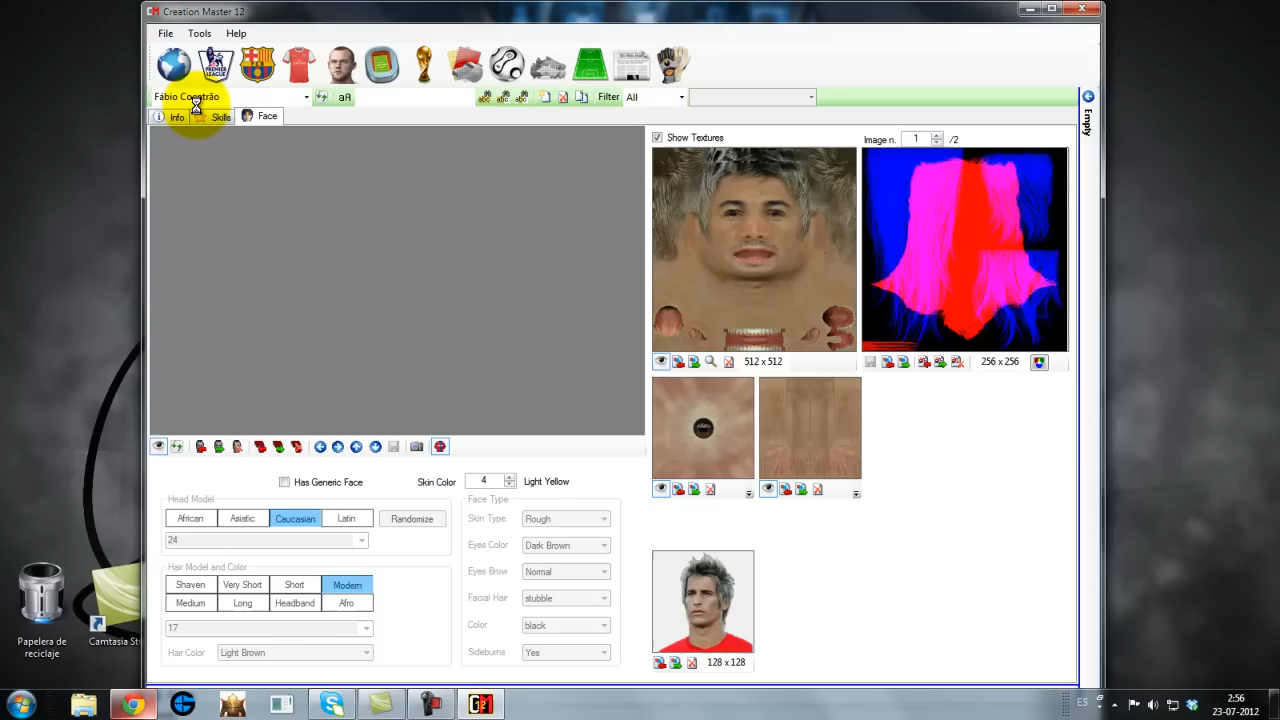 Creation Master 12
File Tools Help
Fábio Coentrão
aA
Filter All
Empty
Info Skills Face
Show Textures
Image n. 1 /2
512 x 512
256 x 256
Has Generic Face
Skin Color 4 Light Yellow
Head Model
African Asiatic Caucasian Latin Randomize
24
Hair Model and Color
Shaven Very Short Short Modern
Medium Long Headband Afro
17
Hair Color Light Brown
Face Type
Skin Type Rough
Eyes Color Dark Brown
Eyes Brow Normal
Facial Hair stubble
Color black
Sideburns Yes
128 x 128
Papelera de
reciclaje
Camtasia St
ES
2:56
23-07-2012